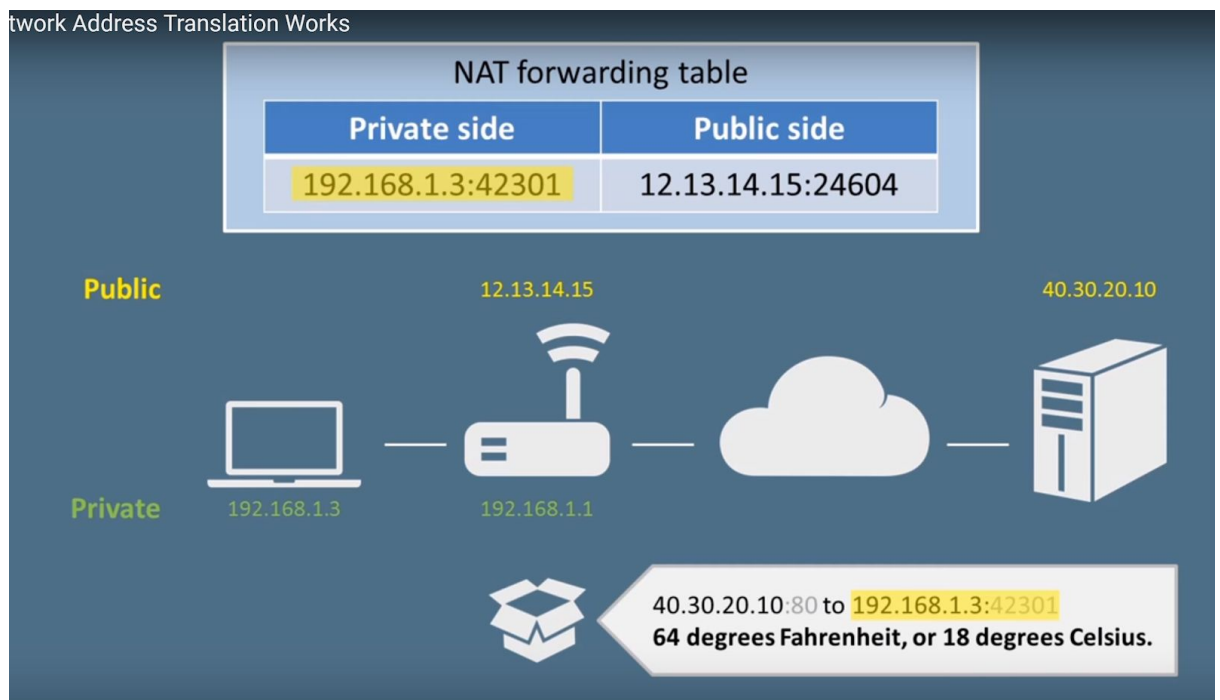 twork Address Translation Works
NAT forwarding table
Private side Public side
192.168.1.3:42301 12.13.14.15:24604
Public 12.13.14.15 40.30.20.10
Private 192.168.1.3 192.168.1.1
40.30.20.10:80 to 192.168.1.3:42301
64 degrees Fahrenheit, or 18 degrees Celsius.